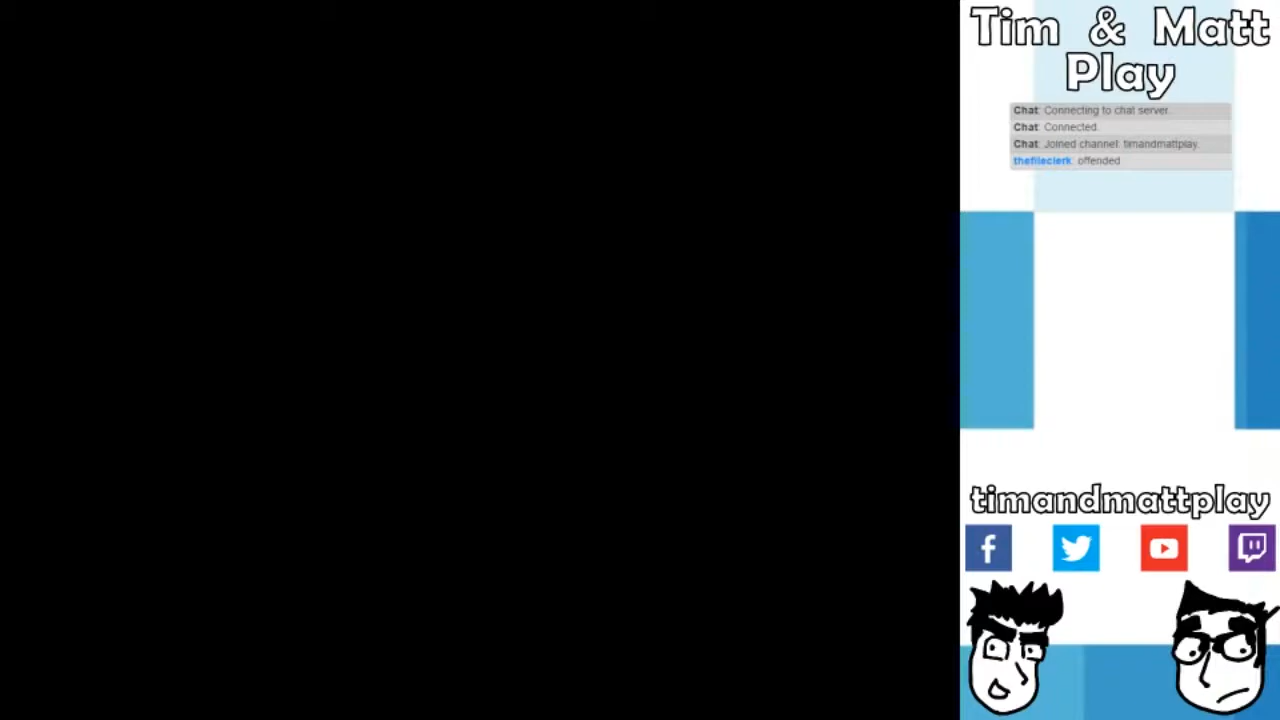 Tim & Matt
Play
Chat: Connecting to chat server.
Chat: Connected.
Chat: Joined channel: timandmattplay.
thefileclerk: offended
timandmattplay